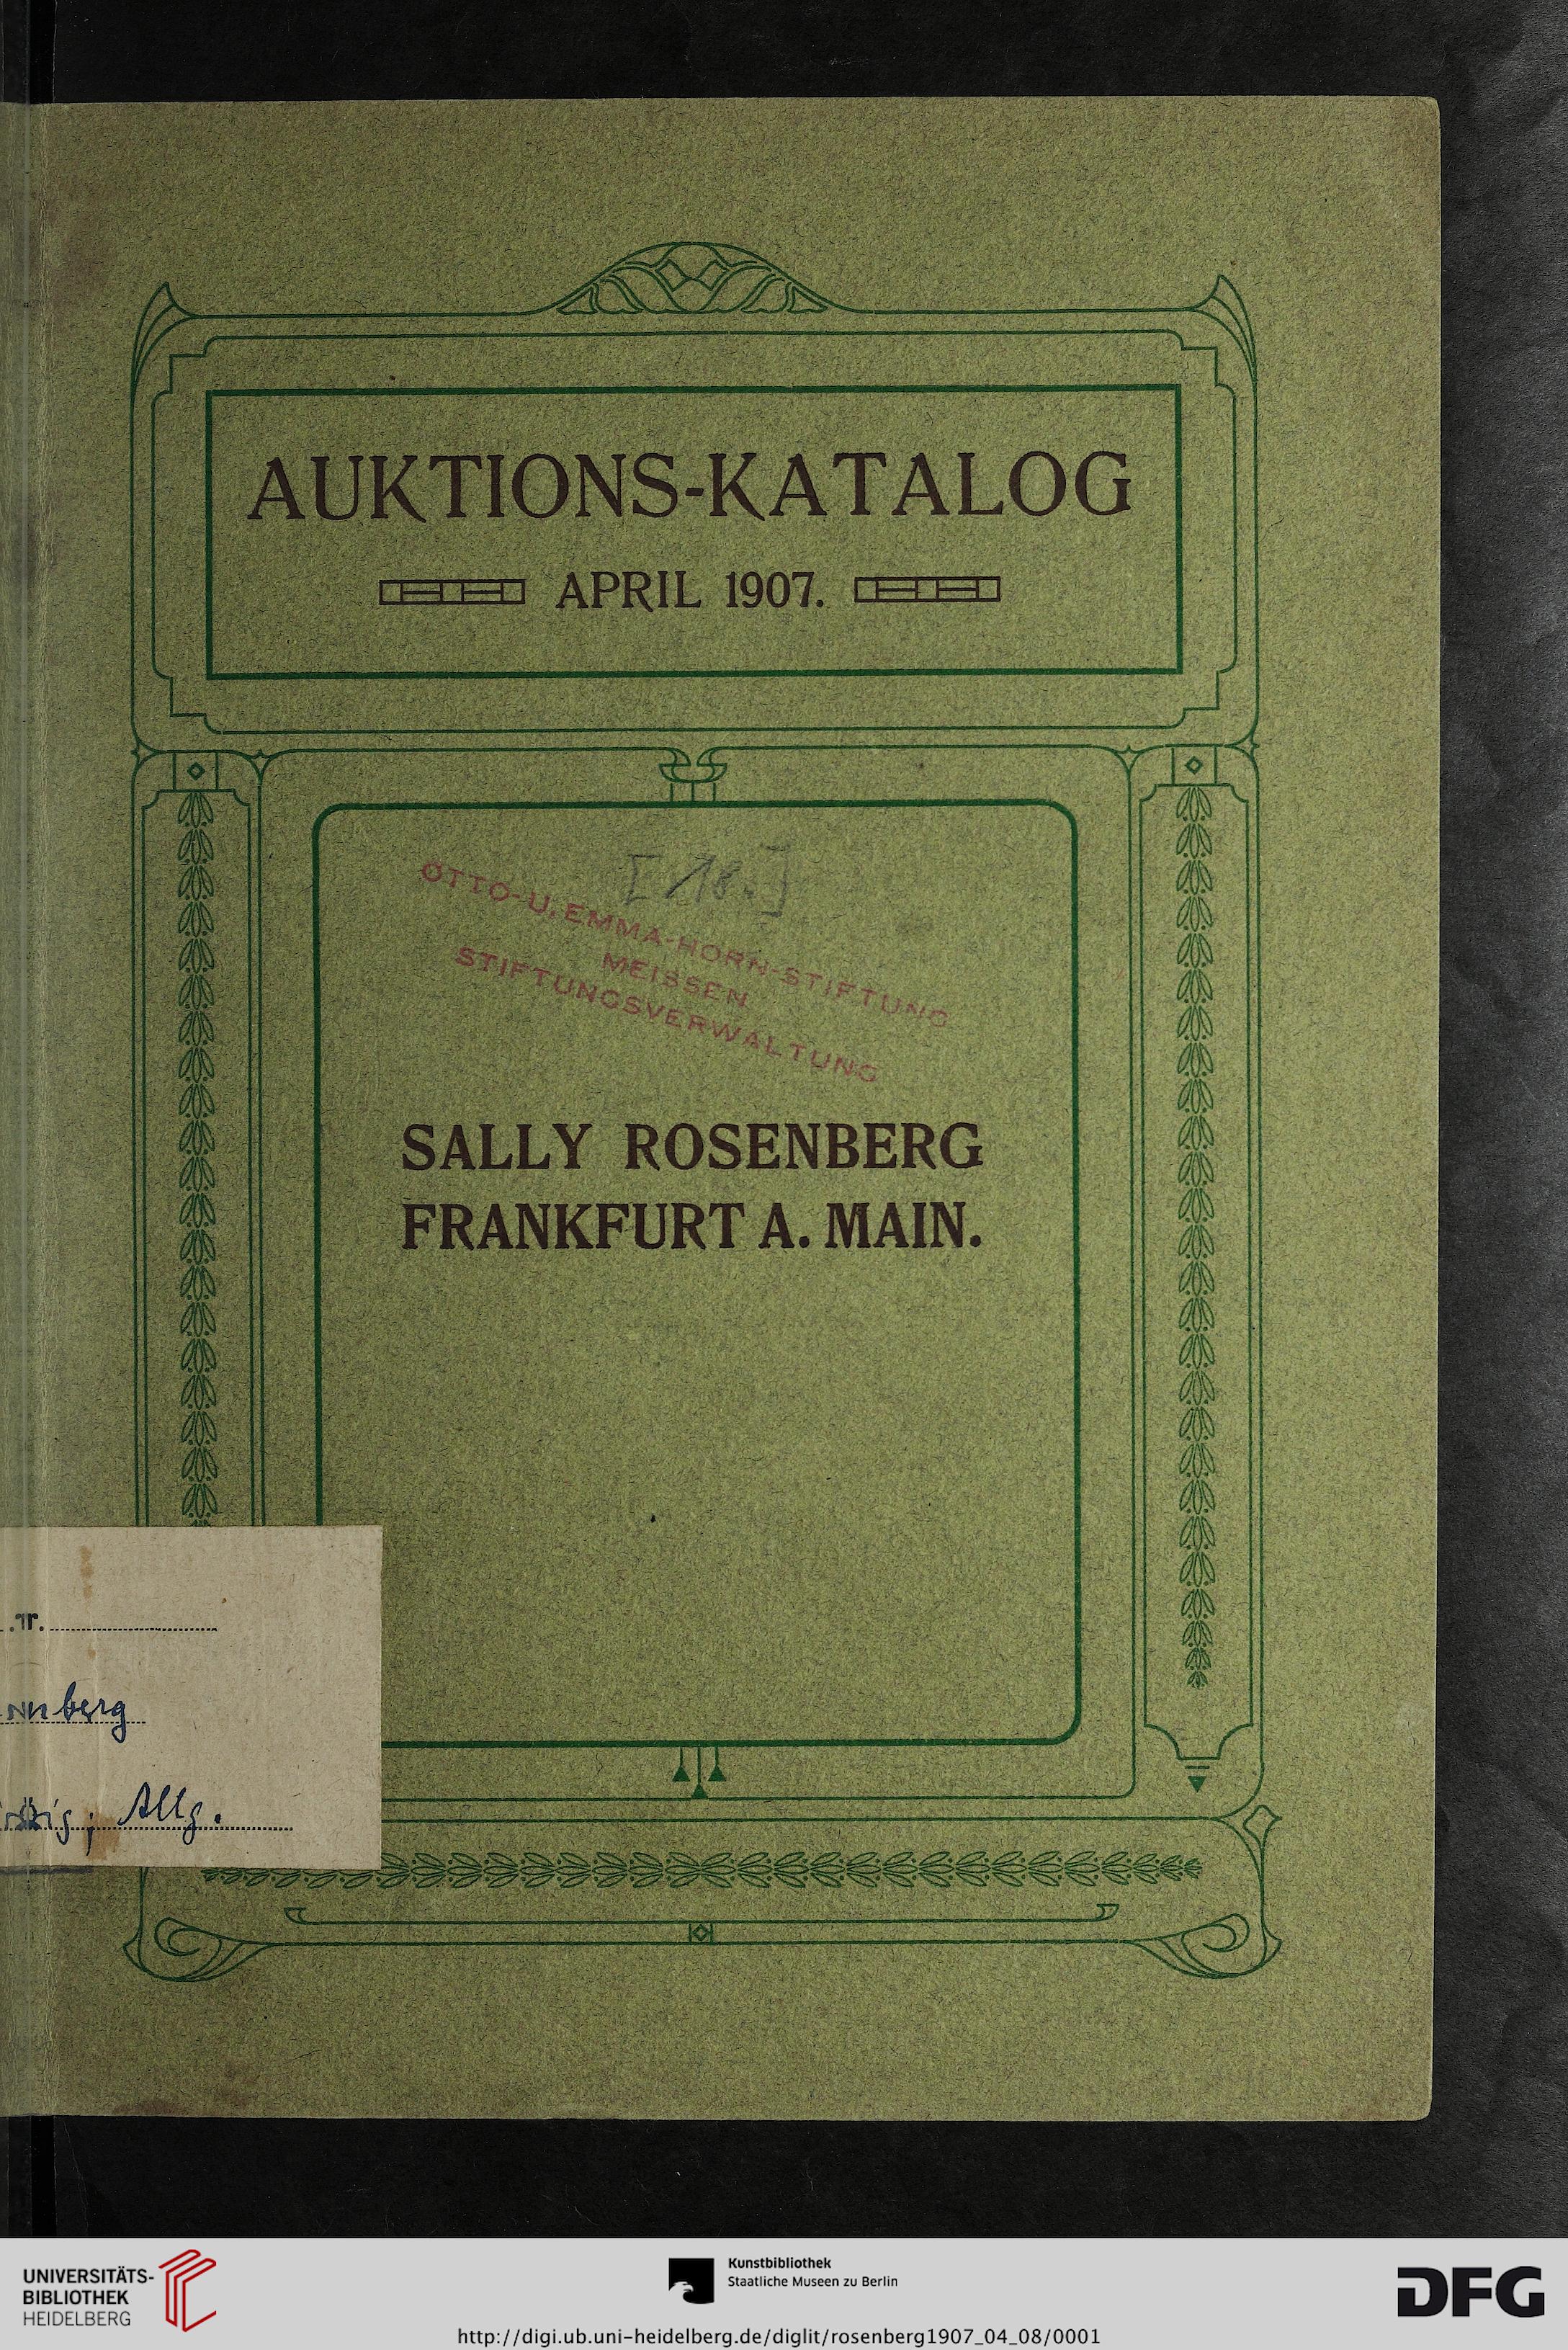 AUKTIONS-KATALOG
APRIL 1907.
[18.]
OTTO-U. EMMA-HORN-STIFTUNG
MEISSEN
STIFTUNGSVERWALTUNG
SALLY ROSENBERG
FRANKFURT A. MAIN.
berg
; Allg.
UNIVERSITÄTS-
BIBLIOTHEK
HEIDELBERG
Kunstbibliothek
Staatliche Museen zu Berlin
DFG
http://digi.ub.uni-heidelberg.de/diglit/rosenberg1907_04_08/0001